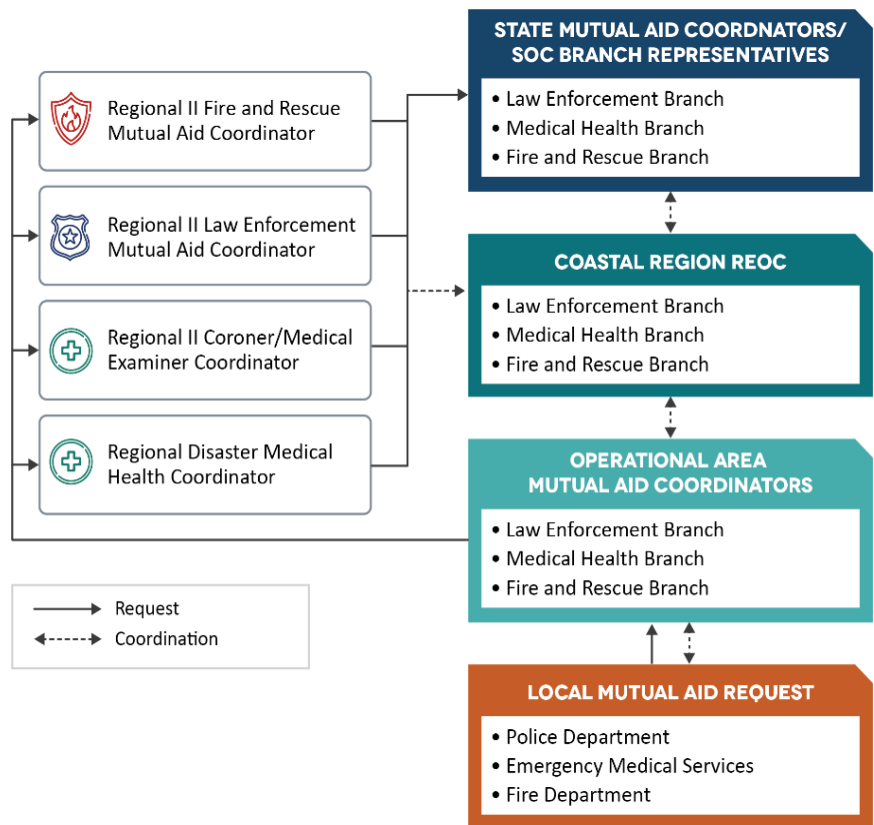 STATE MUTUAL AID COORDNATORS/
SOC BRANCH REPRESENTATIVES
• Law Enforcement Branch
• Medical Health Branch
• Fire and Rescue Branch
Regional II Fire and Rescue
Mutual Aid Coordinator
Regional II Law Enforcement
Mutual Aid Coordinator
Regional II Coroner/Medical
Examiner Coordinator
Regional Disaster Medical
Health Coordinator
COASTAL REGION REOC
• Law Enforcement Branch
• Medical Health Branch
• Fire and Rescue Branch
OPERATIONAL AREA
MUTUAL AID COORDINATORS
• Law Enforcement Branch
• Medical Health Branch
• Fire and Rescue Branch
Request
Coordination
LOCAL MUTUAL AID REQUEST
• Police Department
• Emergency Medical Services
• Fire Department